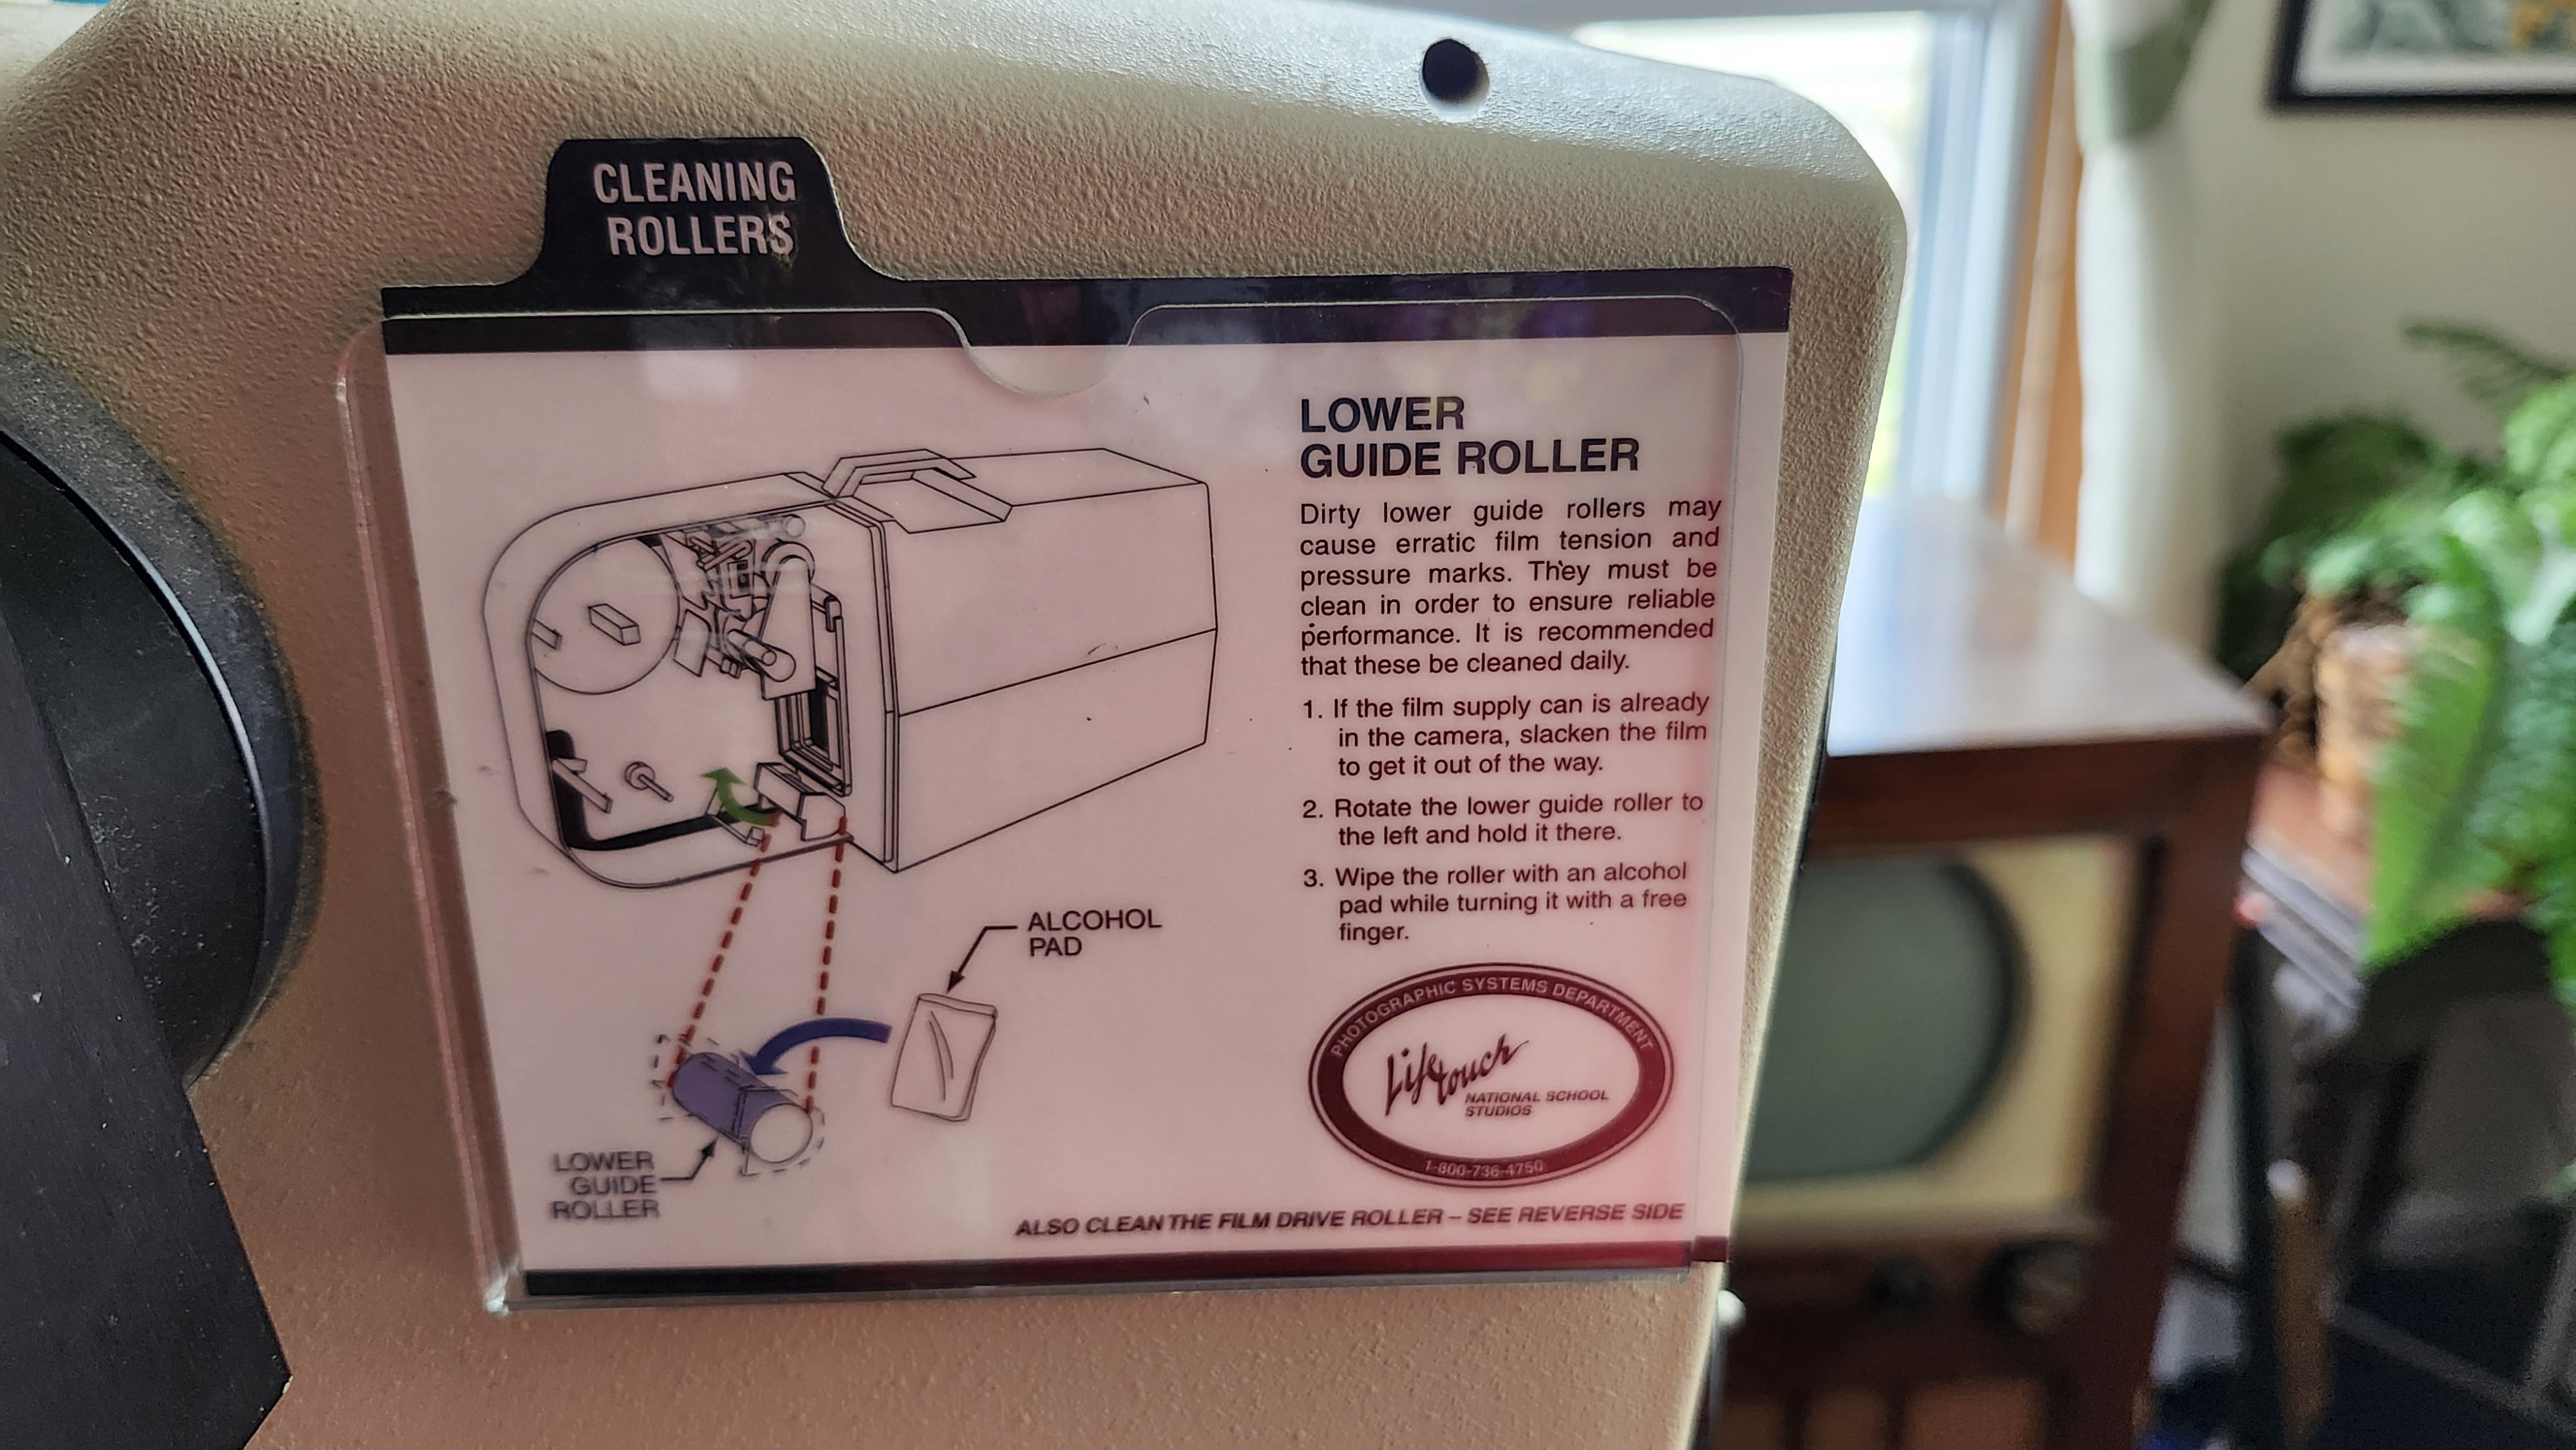 CLEANING
ROLLERS
LOWER
GUIDE ROLLER
Dirty lower guide rollers may
cause erratic film tension and
pressure marks. They must be
clean in order to ensure reliable
performance. It is recommended
that these be cleaned daily.
1. If the film supply can is already
in the camera, slacken the film
to get it out of the way.
2. Rotate the lower guide roller to
the left and hold it there.
3. Wipe the roller with an alcohol
pad while turning it with a free
finger.
ALCOHOL
PAD
LOWER
GUIDE
ROLLER
PHOTOGRAPHIC SYSTEMS DEPARTMENT
Lifetouch
NATIONAL SCHOOL
STUDIOS
1-800-736-4750
ALSO CLEAN THE FILM DRIVE ROLLER – SEE REVERSE SIDE